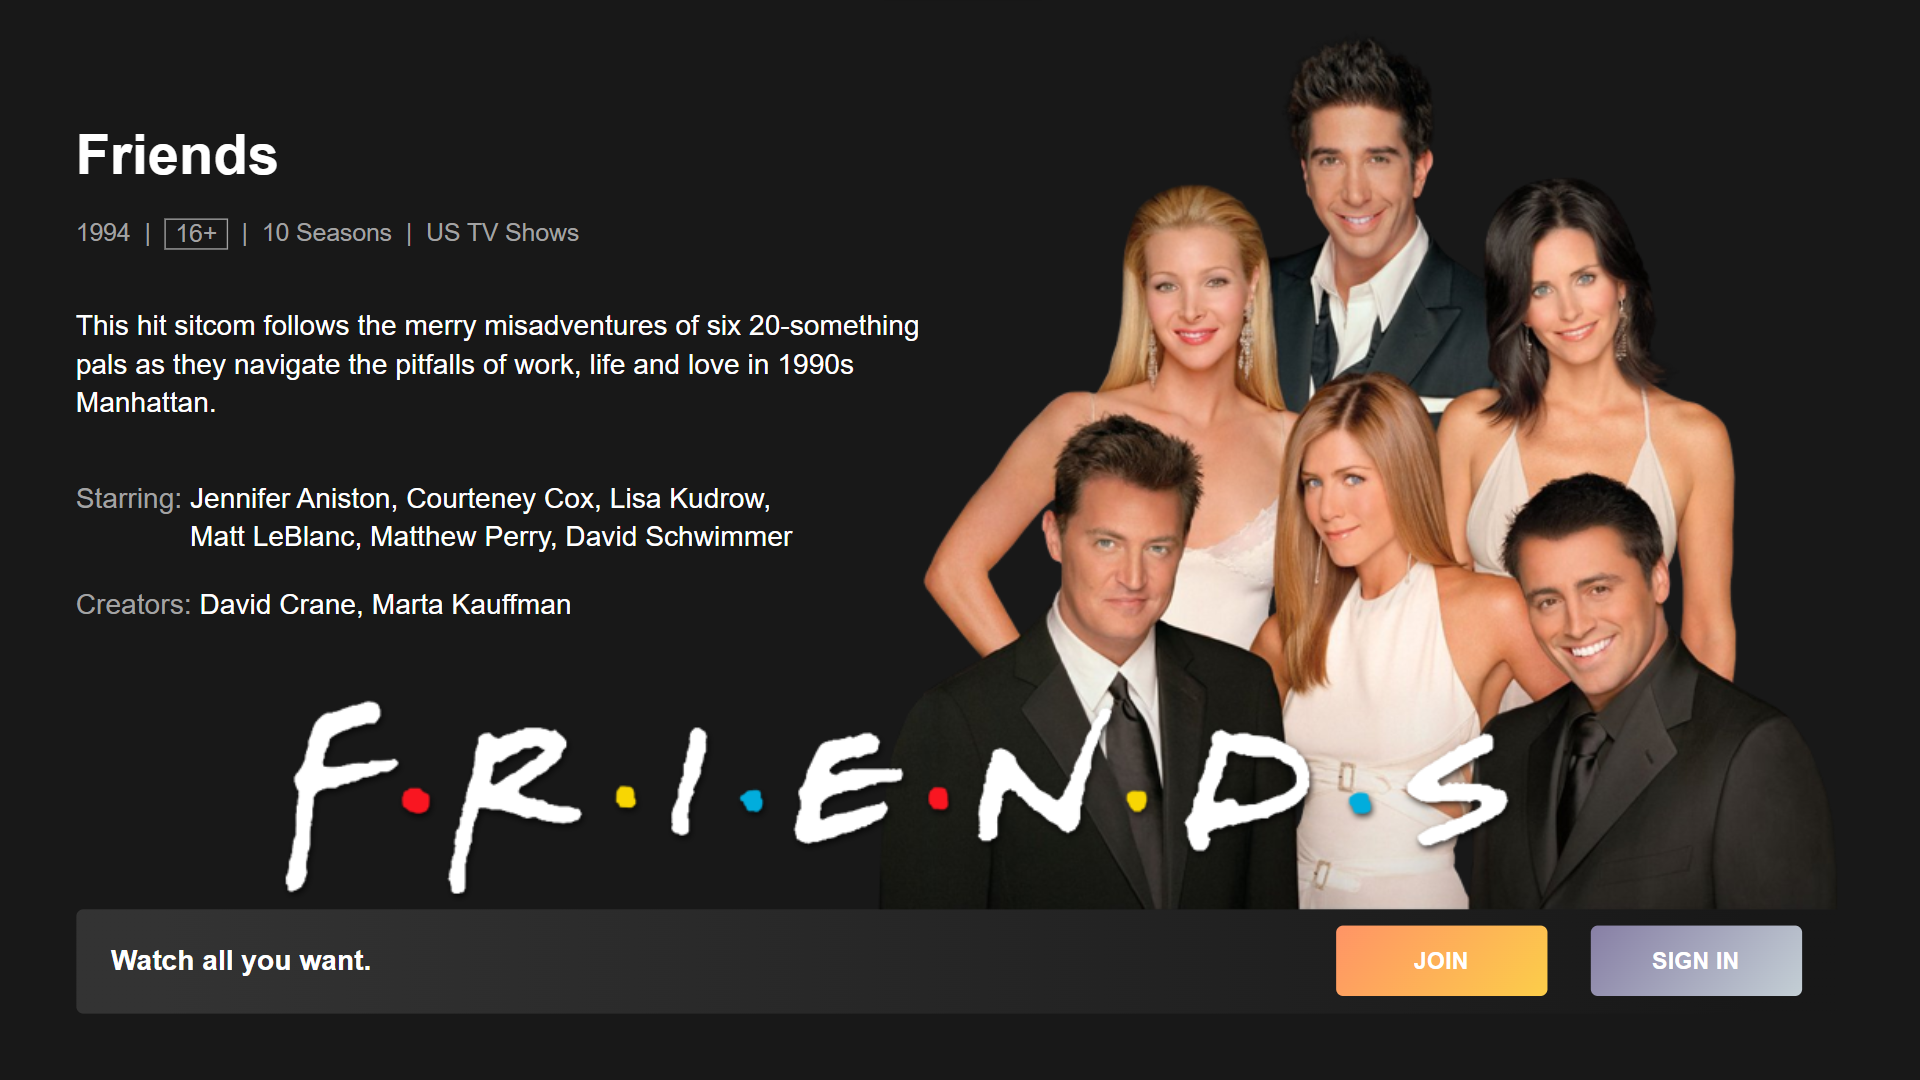 Friends
1994 | 16+ | 10 Seasons | US TV Shows
This hit sitcom follows the merry misadventures of six 20-something
pals as they navigate the pitfalls of work, life and love in 1990s
Manhattan.
Starring: Jennifer Aniston, Courteney Cox, Lisa Kudrow,
Matt LeBlanc, Matthew Perry, David Schwimmer
Creators: David Crane, Marta Kauffman
F•R•I•E•N•D•S
Watch all you want.
JOIN
SIGN IN